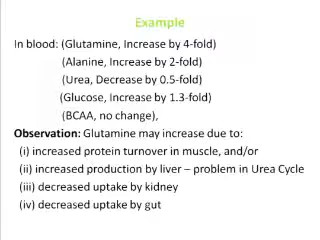 Example
In blood: (Glutamine, Increase by 4-fold)
(Alanine, Increase by 2-fold)
(Urea, Decrease by 0.5-fold)
(Glucose, Increase by 1.3-fold)
(BCAA, no change),
Observation: Glutamine may increase due to:
(i) increased protein turnover in muscle, and/or
(ii) increased production by liver – problem in Urea Cycle
(iii) decreased uptake by kidney
(iv) decreased uptake by gut